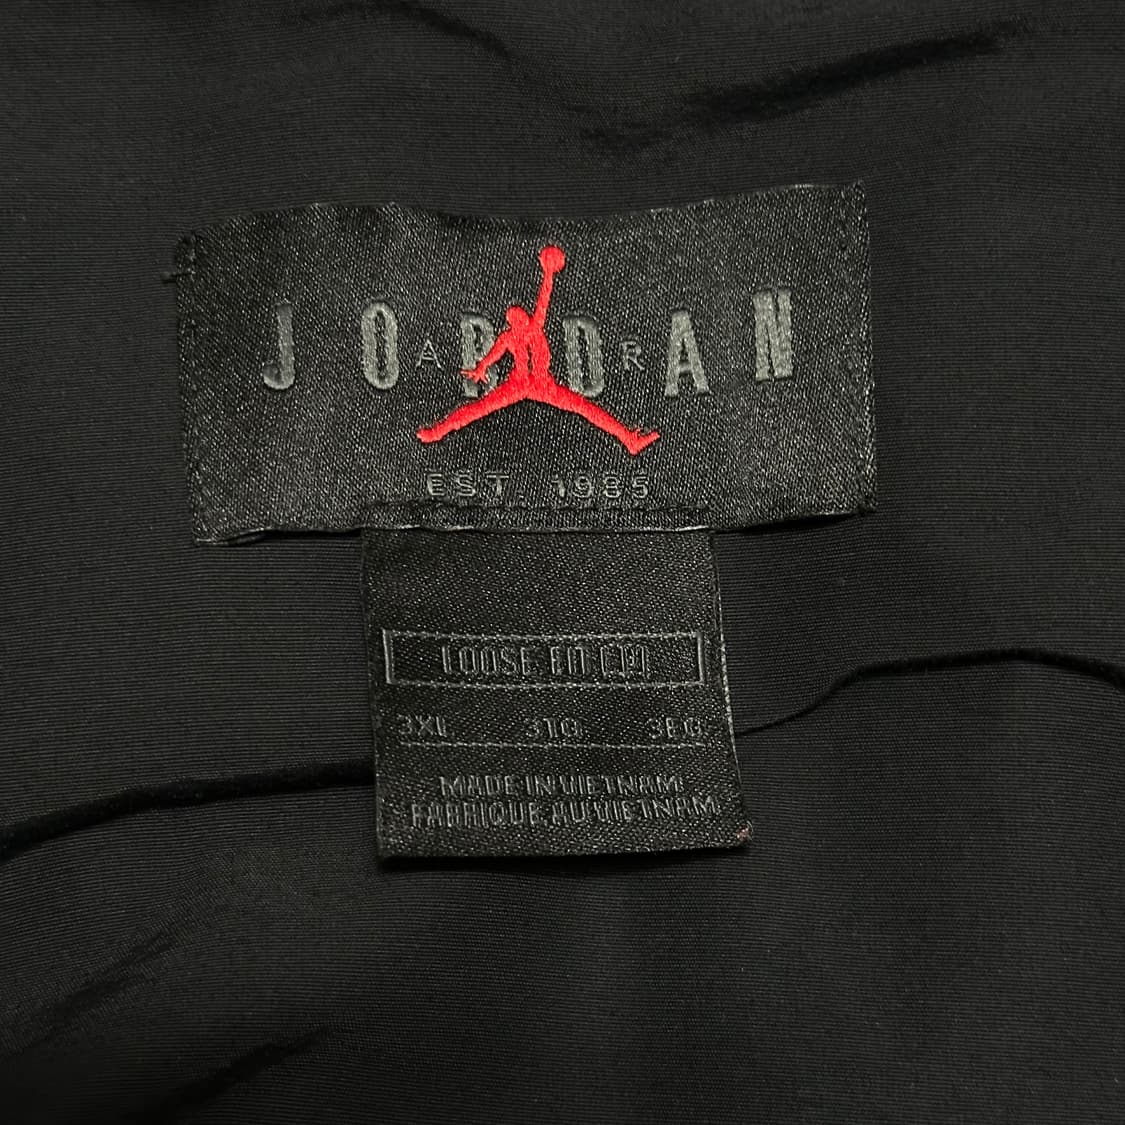 JORDAN
AIR
EST. 1985
LOOSE FIT
3XL 3TG 3EG
MADE IN VIETNAM
FABRIQUE AU VIETNAM